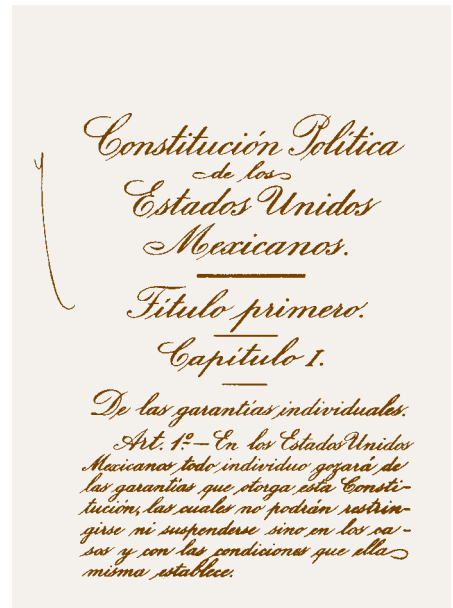 Constitución Política
de los
Estados Unidos
Mexicanos.
Título primero.
Capítulo I.
De las garantías individuales.
Art. 1º — En los Estados Unidos
Mexicanos todo individuo gozará de
las garantías que otorga esta Consti-
tución, las cuales no podrán restrin-
girse ni suspenderse sino en los ca-
sos y con las condiciones que ella
misma establece.